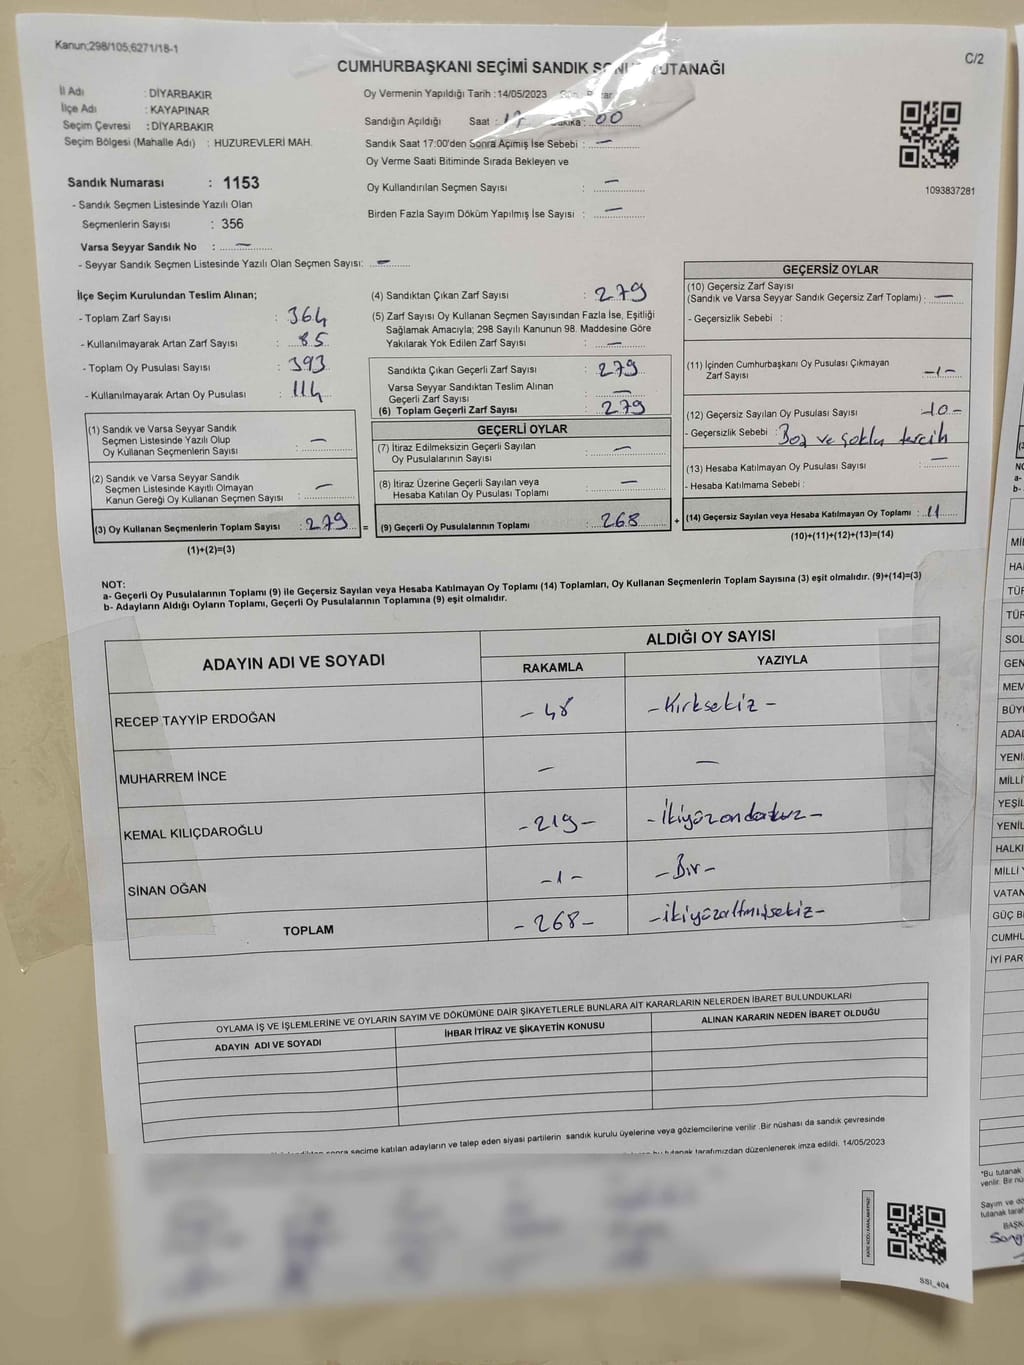 Kanun;298/105;6271/18-1
C/2
CUMHURBAŞKANI SEÇİMİ SANDIK SONUÇ TUTANAĞI
İl Adı : DİYARBAKIR
İlçe Adı : KAYAPINAR
Seçim Çevresi : DİYARBAKIR
Seçim Bölgesi (Mahalle Adı) : HUZUREVLERİ MAH.
Sandık Numarası : 1153
- Sandık Seçmen Listesinde Yazılı Olan
Seçmenlerin Sayısı : 356
Varsa Seyyar Sandık No : —
- Seyyar Sandık Seçmen Listesinde Yazılı Olan Seçmen Sayısı: —
Oy Vermenin Yapıldığı Tarih :14/05/2023
Sandığın Açıldığı Saat : Dakika : 00
Sandık Saat 17:00'den Sonra Açımış İse Sebebi : —
Oy Verme Saati Bitiminde Sırada Bekleyen ve
Oy Kullandırılan Seçmen Sayısı : —
Birden Fazla Sayım Döküm Yapılmış İse Sayısı : —
1093837281
İlçe Seçim Kurulundan Teslim Alınan;
- Toplam Zarf Sayısı : 364
- Kullanılmayarak Artan Zarf Sayısı : 85
- Toplam Oy Pusulası Sayısı : 393
- Kullanılmayarak Artan Oy Pusulası : 114
(1) Sandık ve Varsa Seyyar Sandık
Seçmen Listesinde Yazılı Olup
Oy Kullanan Seçmenlerin Sayısı : —
(2) Sandık ve Varsa Seyyar Sandık
Seçmen Listesinde Kayıtlı Olmayan
Kanun Gereği Oy Kullanan Seçmen Sayısı : —
(3) Oy Kullanan Seçmenlerin Toplam Sayısı : 279 =
(1)+(2)=(3)
(4) Sandıktan Çıkan Zarf Sayısı : 279
(5) Zarf Sayısı Oy Kullanan Seçmen Sayısından Fazla İse, Eşitliği
Sağlamak Amacıyla; 298 Sayılı Kanunun 98. Maddesine Göre
Yakılarak Yok Edilen Zarf Sayısı : —
Sandıkta Çıkan Geçerli Zarf Sayısı : 279
Varsa Seyyar Sandıktan Teslim Alınan
Geçerli Zarf Sayısı : —
(6) Toplam Geçerli Zarf Sayısı : 279
GEÇERLİ OYLAR
(7) İtiraz Edilmeksizin Geçerli Sayılan
Oy Pusulalarının Sayısı : —
(8) İtiraz Üzerine Geçerli Sayılan veya
Hesaba Katılan Oy Pusulası Toplamı : —
(9) Geçerli Oy Pusulalarının Toplamı : 268 +
GEÇERSİZ OYLAR
(10) Geçersiz Zarf Sayısı
(Sandık ve Varsa Seyyar Sandık Geçersiz Zarf Toplamı) : —
- Geçersizlik Sebebi :
(11) İçinden Cumhurbaşkanı Oy Pusulası Çıkmayan
Zarf Sayısı -1-
(12) Geçersiz Sayılan Oy Pusulası Sayısı -10-
- Geçersizlik Sebebi : Boş ve çoklu tercih
(13) Hesaba Katılmayan Oy Pusulası Sayısı : —
- Hesaba Katılmama Sebebi :
(14) Geçersiz Sayılan veya Hesaba Katılmayan Oy Toplamı : 11
(10)+(11)+(12)+(13)=(14)
NOT:
a- Geçerli Oy Pusulalarının Toplamı (9) ile Geçersiz Sayılan veya Hesaba Katılmayan Oy Toplamı (14) Toplamları, Oy Kullanan Seçmenlerin Toplam Sayısına (3) eşit olmalıdır. (9)+(14)=(3)
b- Adayların Aldığı Oyların Toplamı, Geçerli Oy Pusulalarının Toplamına (9) eşit olmalıdır.
ADAYIN ADI VE SOYADI
ALDIĞI OY SAYISI
RAKAMLA YAZIYLA
RECEP TAYYİP ERDOĞAN - 48 -Kırksekiz-
MUHARREM İNCE — —
KEMAL KILIÇDAROĞLU -219- -İkiyüzondokuz-
SİNAN OĞAN -1- -Bir-
TOPLAM -268- -ikiyüzaltmışsekiz-
OYLAMA İŞ VE İŞLEMLERİNE VE OYLARIN SAYIM VE DÖKÜMÜNE DAİR ŞİKAYETLERLE BUNLARA AİT KARARLARIN NELERDEN İBARET BULUNDUKLARI
ADAYIN ADI VE SOYADI
İHBAR İTİRAZ VE ŞİKAYETİN KONUSU
ALINAN KARARIN NEDEN İBARET OLDUĞU
sonra seçime katılan adayların ve talep eden siyasi partilerin sandık kurulu üyelerine veya gözlemcilerine verilir .Bir nüshası da sandık çevresinde
bu tutanak tarafımızdan düzenlenerek imza edildi. 14/05/2023
SSİ_404